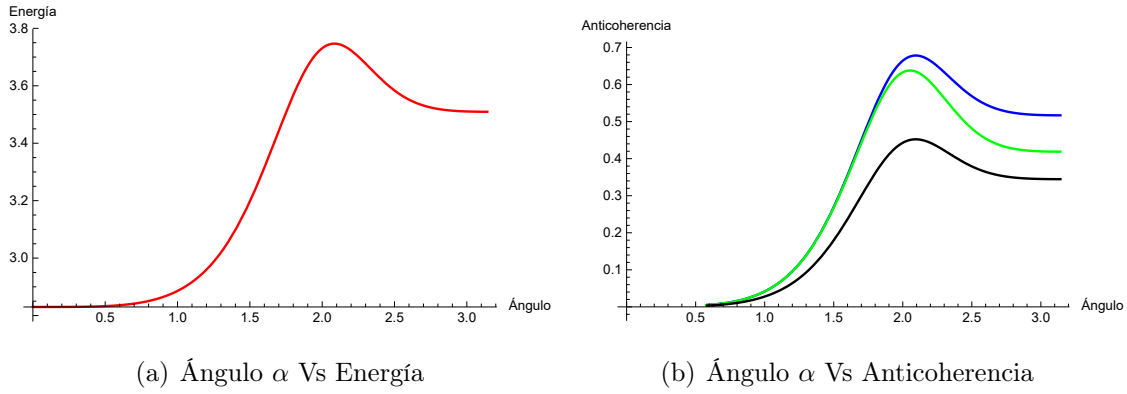 Energía
3.8
3.6
3.4
3.2
3.0
0.5 1.0 1.5 2.0 2.5 3.0
Ángulo
(a) Ángulo α Vs Energía
Anticoherencia
0.7
0.6
0.5
0.4
0.3
0.2
0.1
0.5 1.0 1.5 2.0 2.5 3.0
Ángulo
(b) Ángulo α Vs Anticoherencia